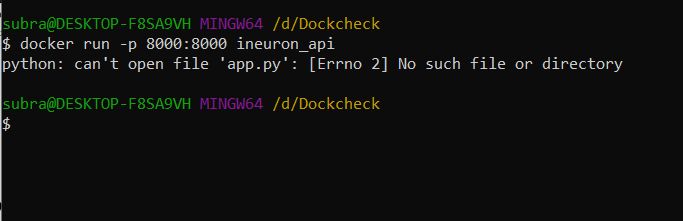 subra@DESKTOP-F8SA9VH MINGW64 /d/Dockcheck
$ docker run -p 8000:8000 ineuron_api
python: can't open file 'app.py': [Errno 2] No such file or directory
subra@DESKTOP-F8SA9VH MINGW64 /d/Dockcheck
$